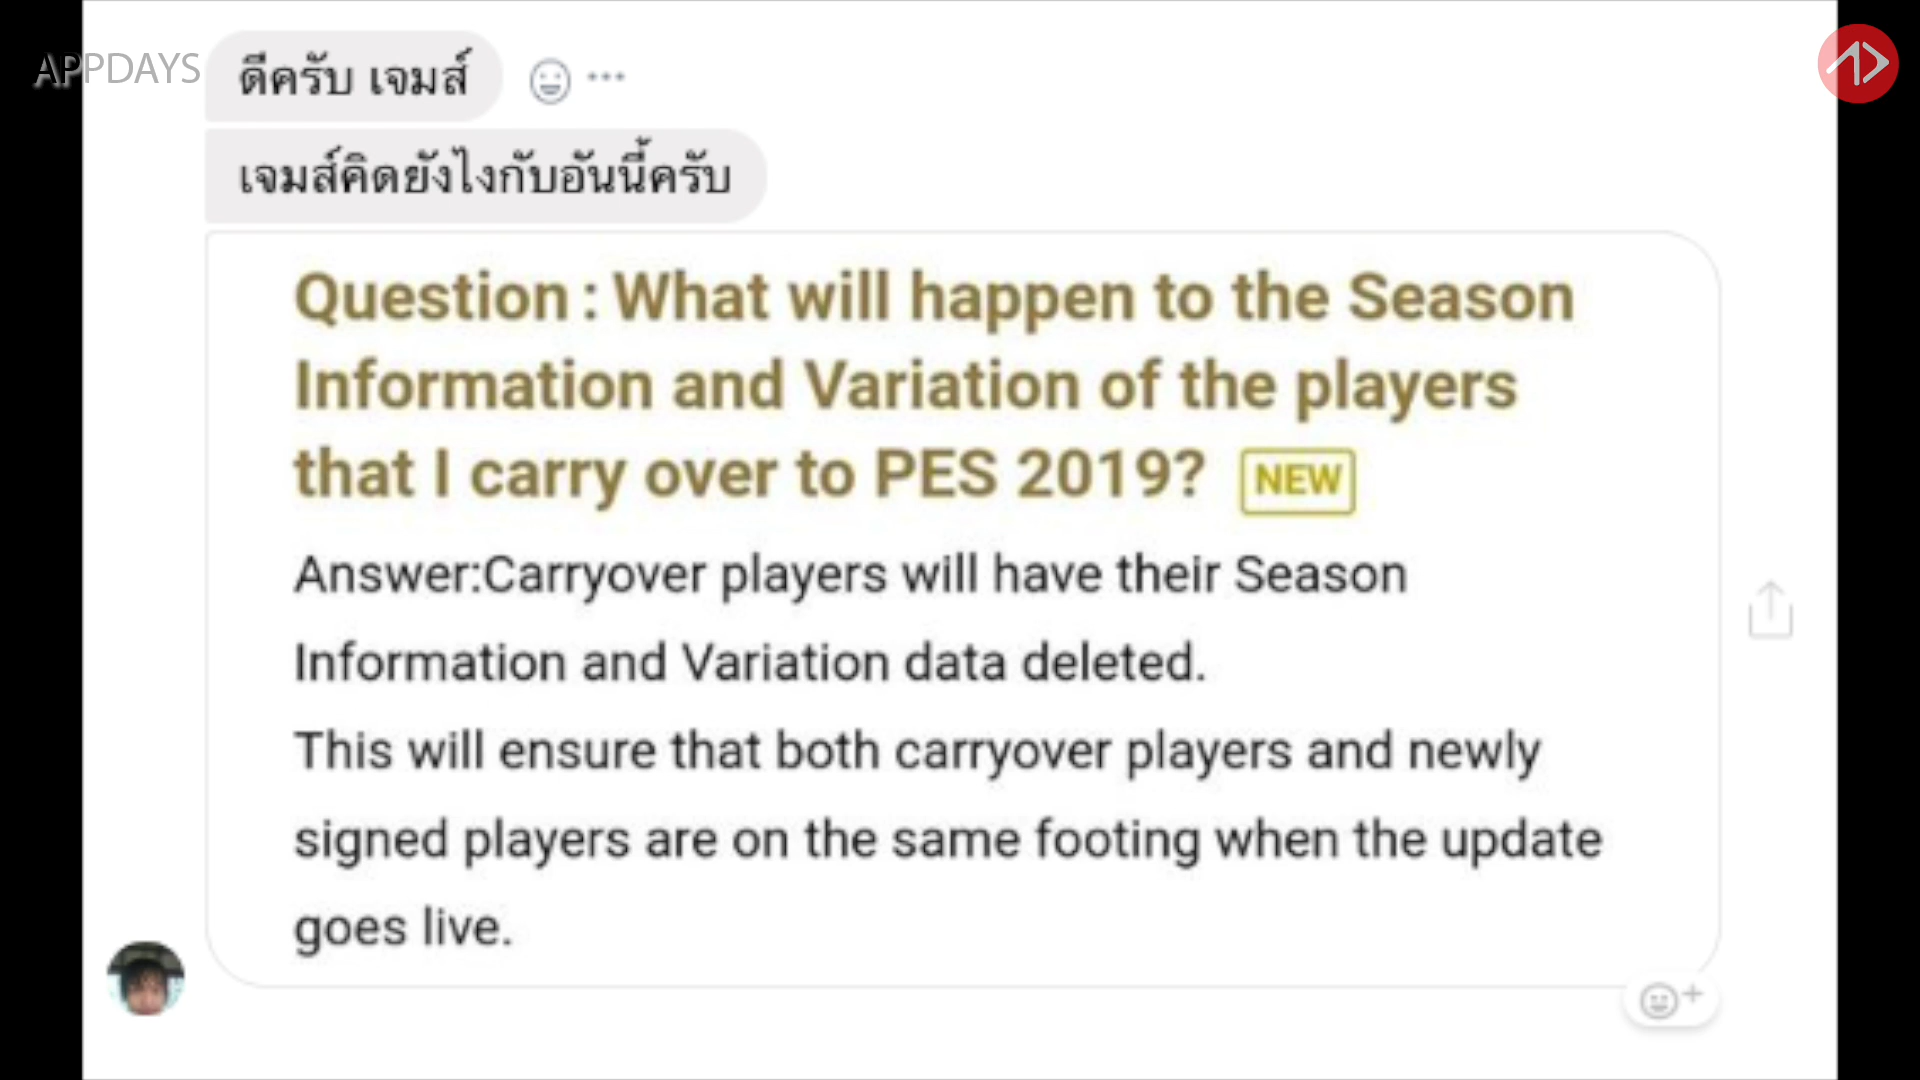 APPDAYS
ดีครับ เจมส์
เจมส์คิดยังไงกับอันนี้ครับ
Question : What will happen to the Season
Information and Variation of the players
that I carry over to PES 2019? NEW
Answer:Carryover players will have their Season
Information and Variation data deleted.
This will ensure that both carryover players and newly
signed players are on the same footing when the update
goes live.